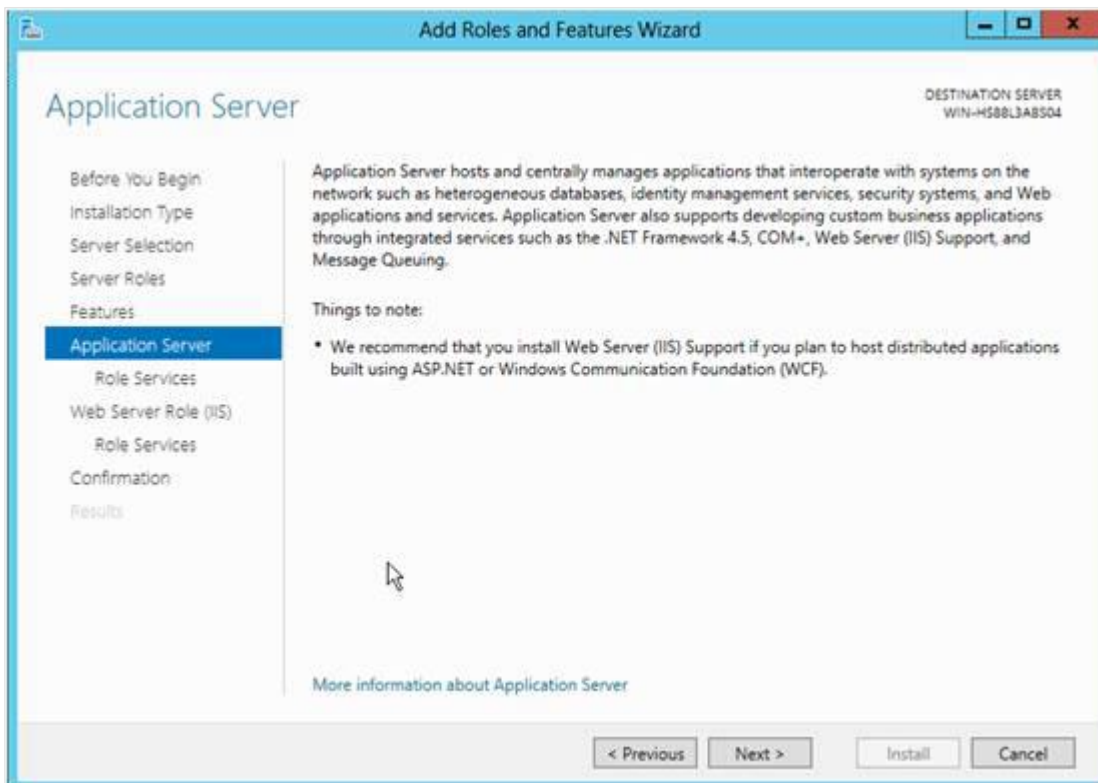 Add Roles and Features Wizard
Application Server
DESTINATION SERVER
WIN-HS88L3ABS04
Before You Begin
Installation Type
Server Selection
Server Roles
Features
Application Server
Role Services
Web Server Role (IIS)
Role Services
Confirmation
Results
Application Server hosts and centrally manages applications that interoperate with systems on the
network such as heterogeneous databases, identity management services, security systems, and Web
applications and services. Application Server also supports developing custom business applications
through integrated services such as the .NET Framework 4.5, COM+, Web Server (IIS) Support, and
Message Queuing.
Things to note:
• We recommend that you install Web Server (IIS) Support if you plan to host distributed applications
built using ASP.NET or Windows Communication Foundation (WCF).
More information about Application Server
< Previous
Next >
Install
Cancel